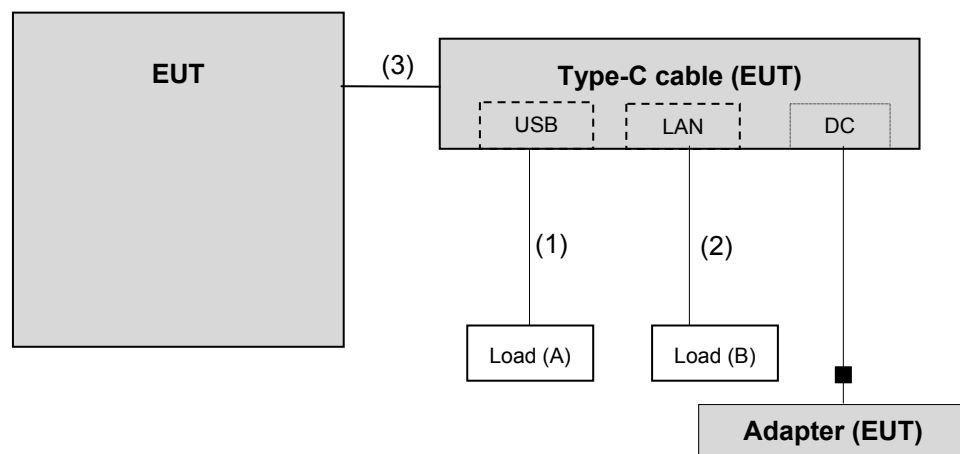 EUT
(3)
Type-C cable (EUT)
USB
LAN
DC
(1)
(2)
Load (A)
Load (B)
Adapter (EUT)